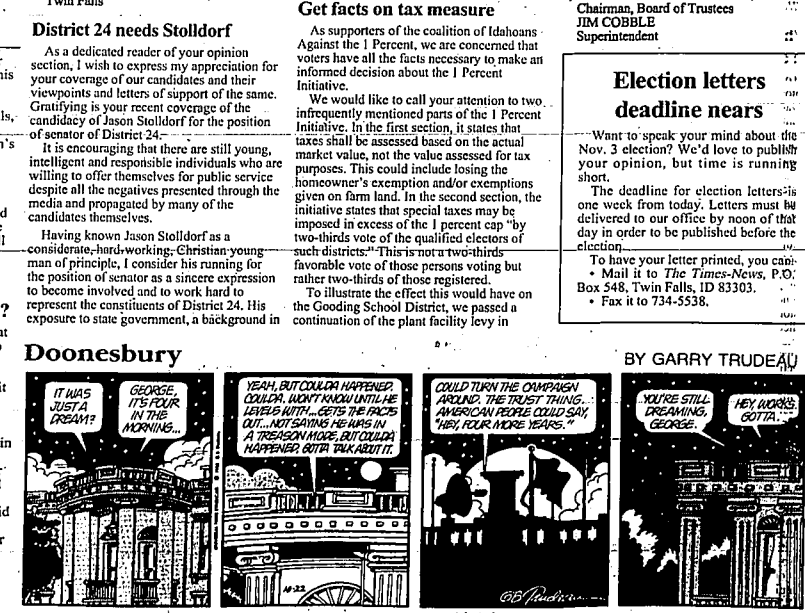 Twin Falls
District 24 needs Stolldorf
As a dedicated reader of your opinion
section, I wish to express my appreciation for
your coverage of our candidates and their
viewpoints and letters of support of the same.
Gratifying is your recent coverage of the
candidacy of Jason Stolldorf for the position
of senator of District 24.
It is encouraging that there are still young,
intelligent and responsible individuals who are
willing to offer themselves for public service
despite all the negatives presented through the
media and propagated by many of the
candidates themselves.
Having known Jason Stolldorf as a
considerate, hard-working, Christian young
man of principle, I consider his running for
the position of senator as a sincere expression
to become involved and to work hard to
represent the constituents of District 24. His
exposure to state government, a background in
Get facts on tax measure
As supporters of the coalition of Idahoans
Against the 1 Percent, we are concerned that
voters have all the facts necessary to make an
informed decision about the 1 Percent
Initiative.
We would like to call your attention to two
infrequently mentioned parts of the 1 Percent
Initiative. In the first section, it states that
taxes shall be assessed based on the actual
market value, not the value assessed for tax
purposes. This could include losing the
homeowner's exemption and/or exemptions
given on farm land. In the second section, the
initiative states that special taxes may be
imposed in excess of the 1 percent cap "by
two-thirds vote of the qualified electors of
such districts." This is not a two-thirds
favorable vote of those persons voting but
rather two-thirds of those registered.
To illustrate the effect this would have on
the Gooding School District, we passed a
continuation of the plant facility levy in
Chairman, Board of Trustees
JIM COBBLE
Superintendent
Election letters
deadline nears
Want to speak your mind about the
Nov. 3 election? We'd love to publish
your opinion, but time is running
short.
The deadline for election letters is
one week from today. Letters must be
delivered to our office by noon of that
day in order to be published before the
election.
To have your letter printed, you can:
• Mail it to The Times-News, P.O.
Box 548, Twin Falls, ID 83303.
• Fax it to 734-5538.
Doonesbury
BY GARRY TRUDEAU
IT WAS
JUST A
DREAM?
GEORGE,
IT'S FOUR
IN THE
MORNING...
YEAH, BUT COULDA HAPPENED.
COULDA. WON'T KNOW UNTIL HE
LEVELS WITH... GETS THE FACTS
OUT... NOT SAYING HE WAS IN
A TREASON MODE, BUT COULDA
HAPPENED. GOTTA TALK ABOUT IT.
10-22
COULD TURN THE CAMPAIGN
AROUND. THE TRUST THING...
AMERICAN PEOPLE COULD SAY,
"HEY, FOUR MORE YEARS."
GB Trudeau
YOU'RE STILL
DREAMING,
GEORGE.
HEY, WORKS.
GOTTA...